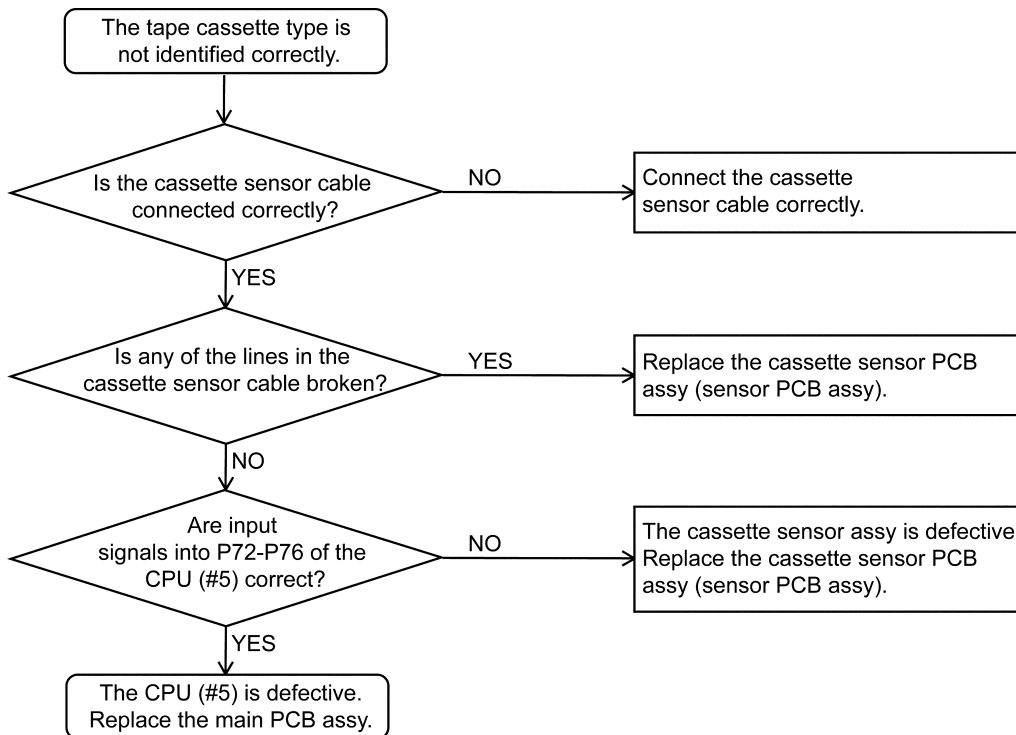 The tape cassette type is
not identified correctly.
Is the cassette sensor cable
connected correctly?
NO
Connect the cassette
sensor cable correctly.
YES
Is any of the lines in the
cassette sensor cable broken?
YES
Replace the cassette sensor PCB
assy (sensor PCB assy).
NO
Are input
signals into P72-P76 of the
CPU (#5) correct?
NO
The cassette sensor assy is defective
Replace the cassette sensor PCB
assy (sensor PCB assy).
YES
The CPU (#5) is defective.
Replace the main PCB assy.